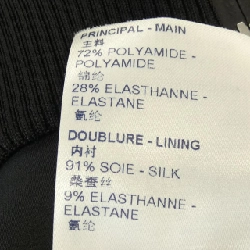 PRINCIPAL - MAIN
主料
72% POLYAMIDE -
POLYAMIDE
锦纶
28% ELASTHANNE -
ELASTANE
氨纶
DOUBLURE - LINING
内衬
91% SOIE - SILK
桑蚕丝
9% ELASTHANNE -
ELASTANE
氨纶